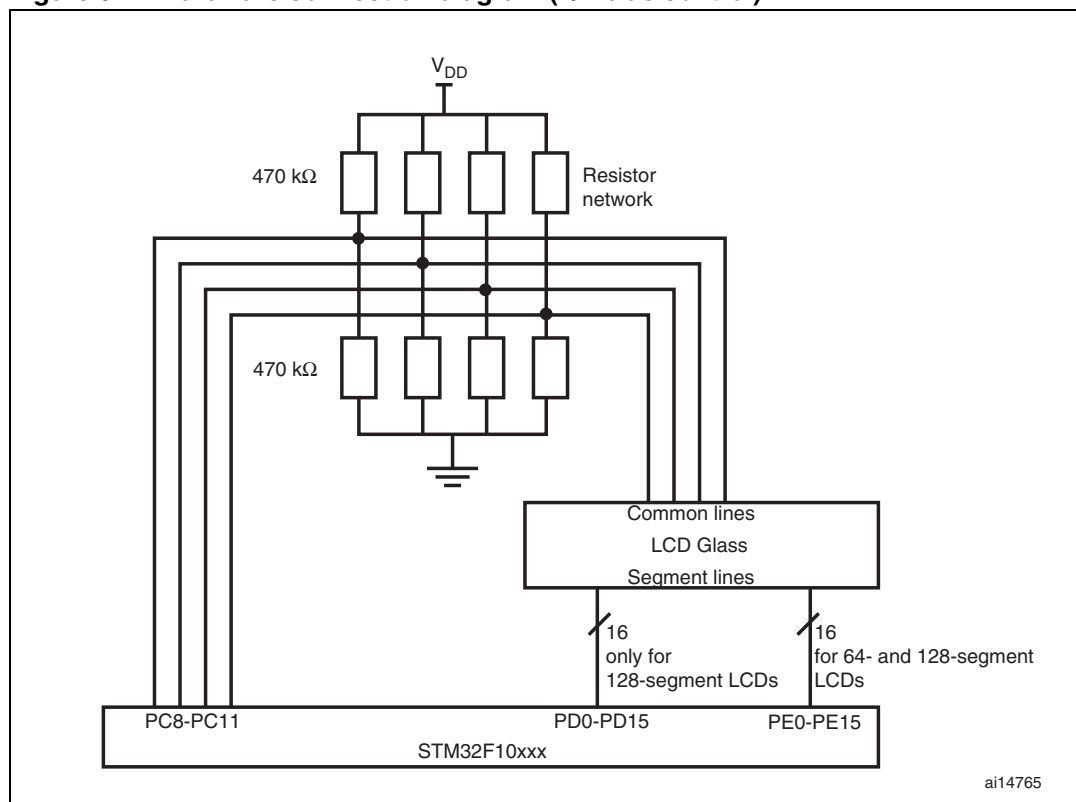 V_DD
470 kΩ
Resistor
network
470 kΩ
Common lines
LCD Glass
Segment lines
16
only for
128-segment LCDs
16
for 64- and 128-segment
LCDs
PC8-PC11
PD0-PD15
PE0-PE15
STM32F10xxx
ai14765